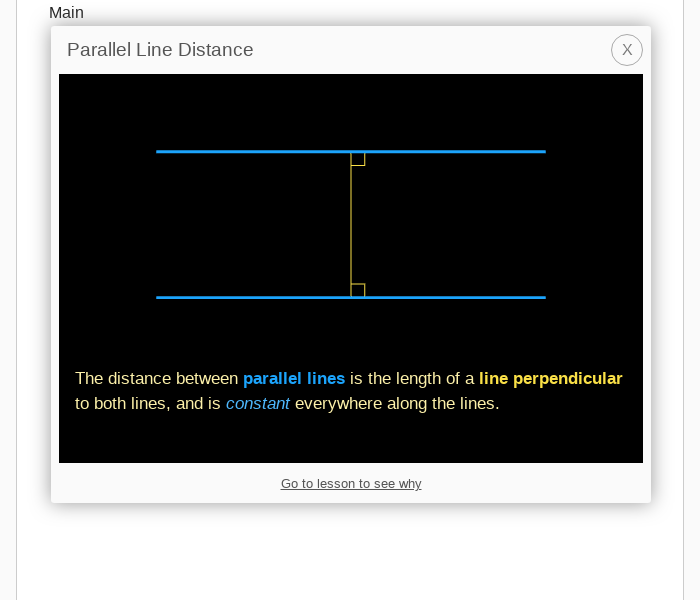 Main
Parallel Line Distance
X
The distance between parallel lines is the length of a line perpendicular
to both lines, and is constant everywhere along the lines.
Go to lesson to see why